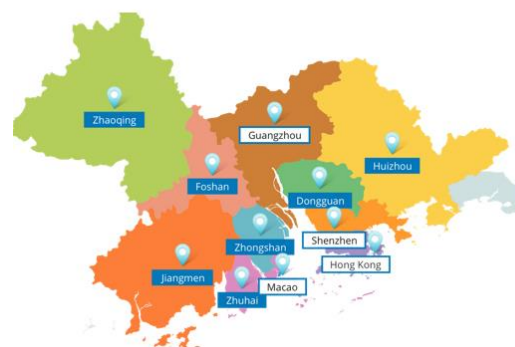 Zhaoqing
Guangzhou
Huizhou
Foshan
Dongguan
Shenzhen
Zhongshan
Hong Kong
Jiangmen
Macao
Zhuhai